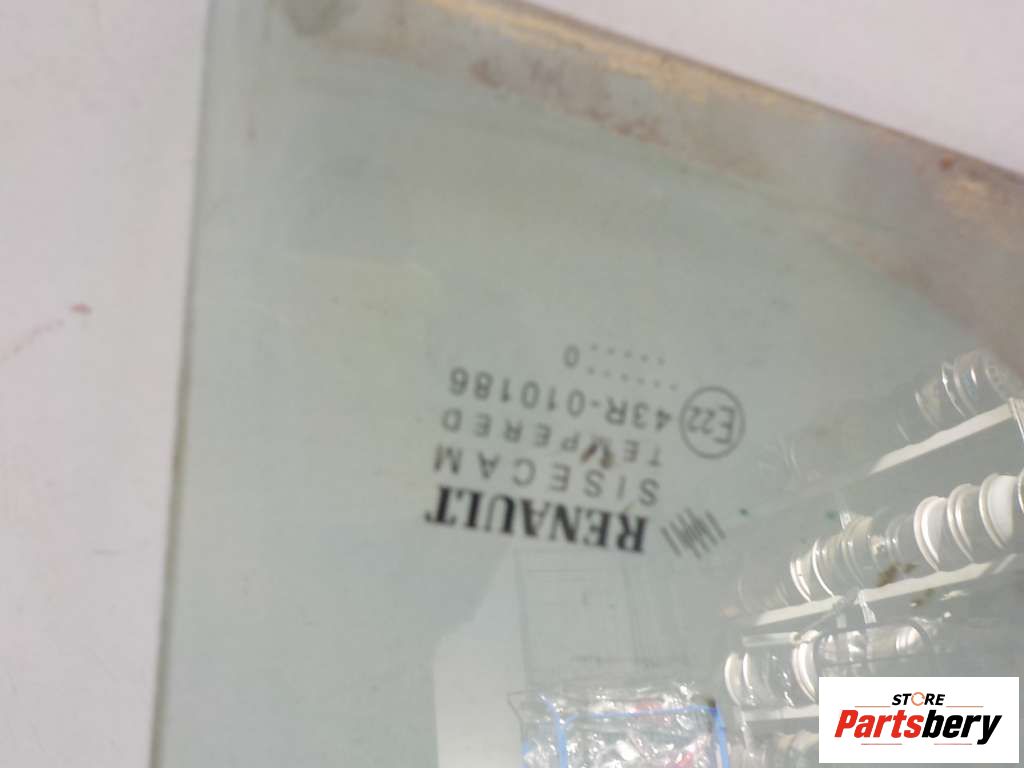 RENAULT
SISECAM
TEMPERED
E22 43R-010186
. . . . . .
. . . . . 0
STORE
Partsbery